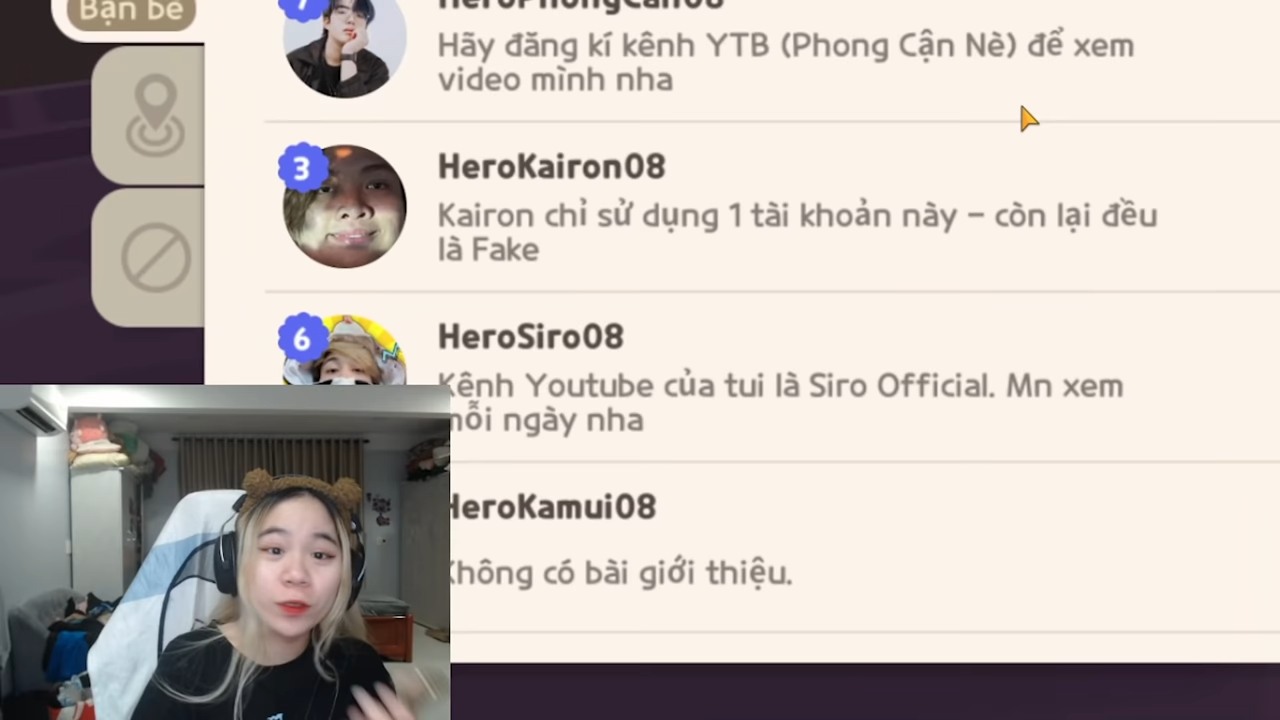 Bạn bè
7
HeroPhongCan08
Hãy đăng kí kênh YTB (Phong Cận Nè) để xem
video mình nha
3
HeroKairon08
Kairon chỉ sử dụng 1 tài khoản này - còn lại đều
là Fake
6
HeroSiro08
Kênh Youtube của tui là Siro Official. Mn xem
mỗi ngày nha
HeroKamui08
Không có bài giới thiệu.